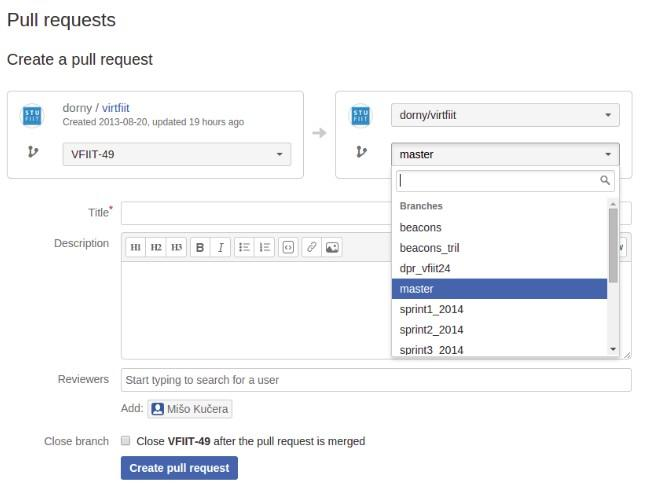 Pull requests
Create a pull request
STU
FIIT
dorny / virtfiit
Created 2013-08-20, updated 19 hours ago
VFIIT-49
STU
FIIT
dorny/virtfiit
master
Branches
beacons
beacons_tril
dpr_vfiit24
master
sprint1_2014
sprint2_2014
sprint3_2014
Title*
Description
H1 H2 H3 B I
Reviewers
Start typing to search for a user
Add: Mišo Kučera
Close branch
Close VFIIT-49 after the pull request is merged
Create pull request